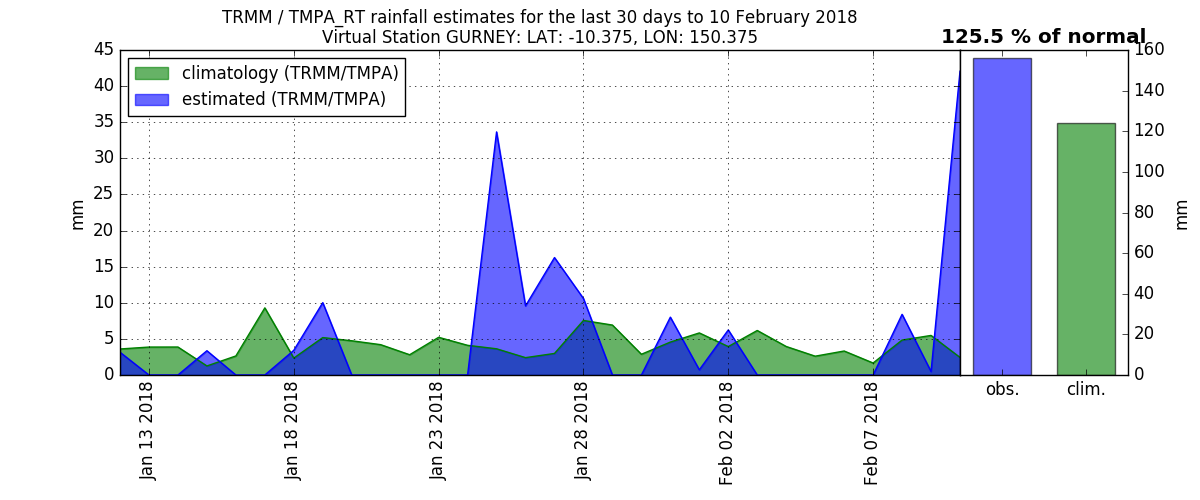 TRMM / TMPA_RT rainfall estimates for the last 30 days to 10 February 2018
Virtual Station GURNEY: LAT: -10.375, LON: 150.375
125.5 % of normal
climatology (TRMM/TMPA)
estimated (TRMM/TMPA)
45
40
35
30
25
20
15
10
5
0
mm
Jan 13 2018
Jan 18 2018
Jan 23 2018
Jan 28 2018
Feb 02 2018
Feb 07 2018
obs.
clim.
160
140
120
100
80
60
40
20
0
mm